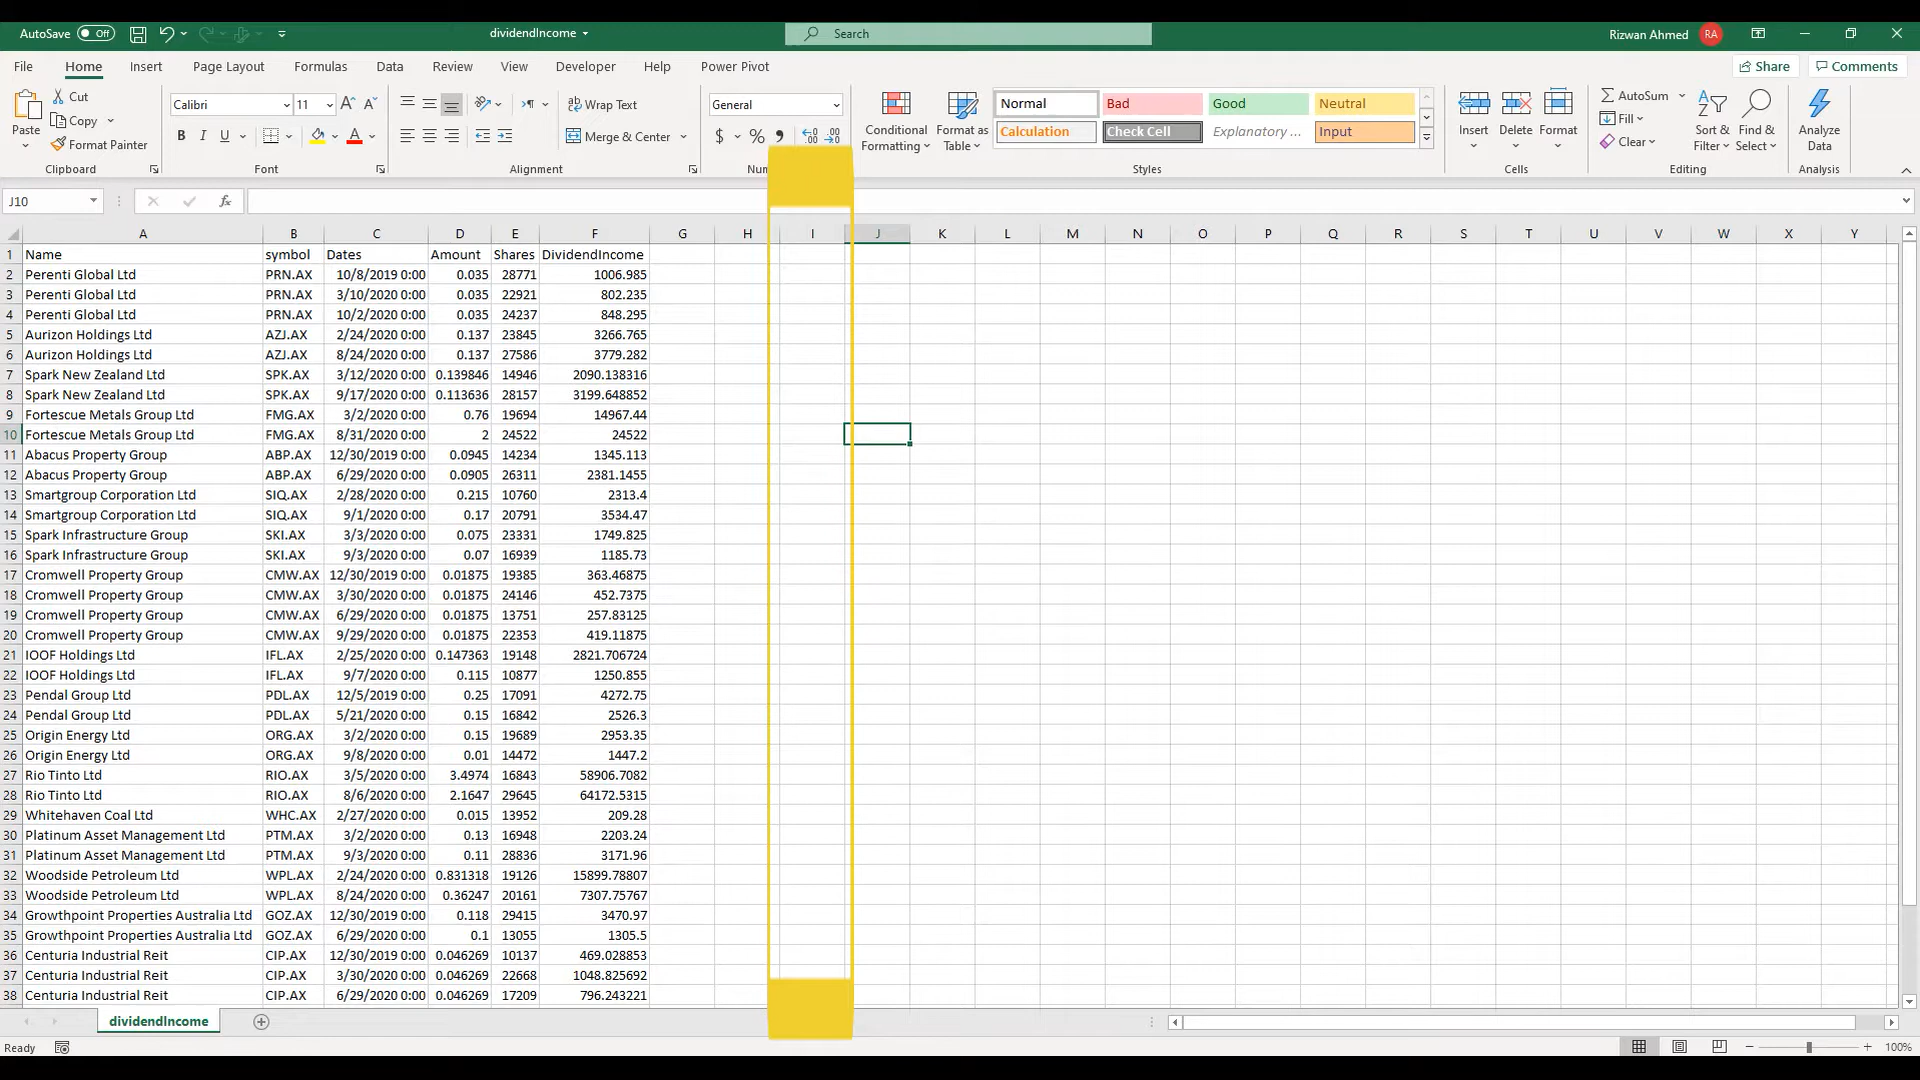 AutoSave Off dividendIncome Search Rizwan Ahmed RA
File Home Insert Page Layout Formulas Data Review View Developer Help Power Pivot Share Comments
Paste Cut Copy Format Painter Clipboard
Calibri 11 B I U Font
Wrap Text Merge & Center Alignment
General $ %
Conditional Formatting Format as Table Normal Bad Good Neutral Calculation Check Cell Explanatory ... Input Styles
Insert Delete Format Cells
AutoSum Fill Clear Sort & Filter Find & Select Editing
Analyze Data Analysis
J10 fx
A B C D E F G H I J K L M N O P Q R S T U V W X Y
1 Name symbol Dates Amount Shares DividendIncome
2 Perenti Global Ltd PRN.AX 10/8/2019 0:00 0.035 28771 1006.985
3 Perenti Global Ltd PRN.AX 3/10/2020 0:00 0.035 22921 802.235
4 Perenti Global Ltd PRN.AX 10/2/2020 0:00 0.035 24237 848.295
5 Aurizon Holdings Ltd AZJ.AX 2/24/2020 0:00 0.137 23845 3266.765
6 Aurizon Holdings Ltd AZJ.AX 8/24/2020 0:00 0.137 27586 3779.282
7 Spark New Zealand Ltd SPK.AX 3/12/2020 0:00 0.139846 14946 2090.138316
8 Spark New Zealand Ltd SPK.AX 9/17/2020 0:00 0.113636 28157 3199.648852
9 Fortescue Metals Group Ltd FMG.AX 3/2/2020 0:00 0.76 19694 14967.44
10 Fortescue Metals Group Ltd FMG.AX 8/31/2020 0:00 2 24522 24522
11 Abacus Property Group ABP.AX 12/30/2019 0:00 0.0945 14234 1345.113
12 Abacus Property Group ABP.AX 6/29/2020 0:00 0.0905 26311 2381.1455
13 Smartgroup Corporation Ltd SIQ.AX 2/28/2020 0:00 0.215 10760 2313.4
14 Smartgroup Corporation Ltd SIQ.AX 9/1/2020 0:00 0.17 20791 3534.47
15 Spark Infrastructure Group SKI.AX 3/3/2020 0:00 0.075 23331 1749.825
16 Spark Infrastructure Group SKI.AX 9/3/2020 0:00 0.07 16939 1185.73
17 Cromwell Property Group CMW.AX 12/30/2019 0:00 0.01875 19385 363.46875
18 Cromwell Property Group CMW.AX 3/30/2020 0:00 0.01875 24146 452.7375
19 Cromwell Property Group CMW.AX 6/29/2020 0:00 0.01875 13751 257.83125
20 Cromwell Property Group CMW.AX 9/29/2020 0:00 0.01875 22353 419.11875
21 IOOF Holdings Ltd IFL.AX 2/25/2020 0:00 0.147363 19148 2821.706724
22 IOOF Holdings Ltd IFL.AX 9/7/2020 0:00 0.115 10877 1250.855
23 Pendal Group Ltd PDL.AX 12/5/2019 0:00 0.25 17091 4272.75
24 Pendal Group Ltd PDL.AX 5/21/2020 0:00 0.15 16842 2526.3
25 Origin Energy Ltd ORG.AX 3/2/2020 0:00 0.15 19689 2953.35
26 Origin Energy Ltd ORG.AX 9/8/2020 0:00 0.01 14472 1447.2
27 Rio Tinto Ltd RIO.AX 3/5/2020 0:00 3.4974 16843 58906.7082
28 Rio Tinto Ltd RIO.AX 8/6/2020 0:00 2.1647 29645 64172.5315
29 Whitehaven Coal Ltd WHC.AX 2/27/2020 0:00 0.015 13952 209.28
30 Platinum Asset Management Ltd PTM.AX 3/2/2020 0:00 0.13 16948 2203.24
31 Platinum Asset Management Ltd PTM.AX 9/3/2020 0:00 0.11 28836 3171.96
32 Woodside Petroleum Ltd WPL.AX 2/24/2020 0:00 0.831318 19126 15899.78807
33 Woodside Petroleum Ltd WPL.AX 8/24/2020 0:00 0.36247 20161 7307.75767
34 Growthpoint Properties Australia Ltd GOZ.AX 12/30/2019 0:00 0.118 29415 3470.97
35 Growthpoint Properties Australia Ltd GOZ.AX 6/29/2020 0:00 0.1 13055 1305.5
36 Centuria Industrial Reit CIP.AX 12/30/2019 0:00 0.046269 10137 469.028853
37 Centuria Industrial Reit CIP.AX 3/30/2020 0:00 0.046269 22668 1048.825692
38 Centuria Industrial Reit CIP.AX 6/29/2020 0:00 0.046269 17209 796.243221
dividendIncome
Ready 100%